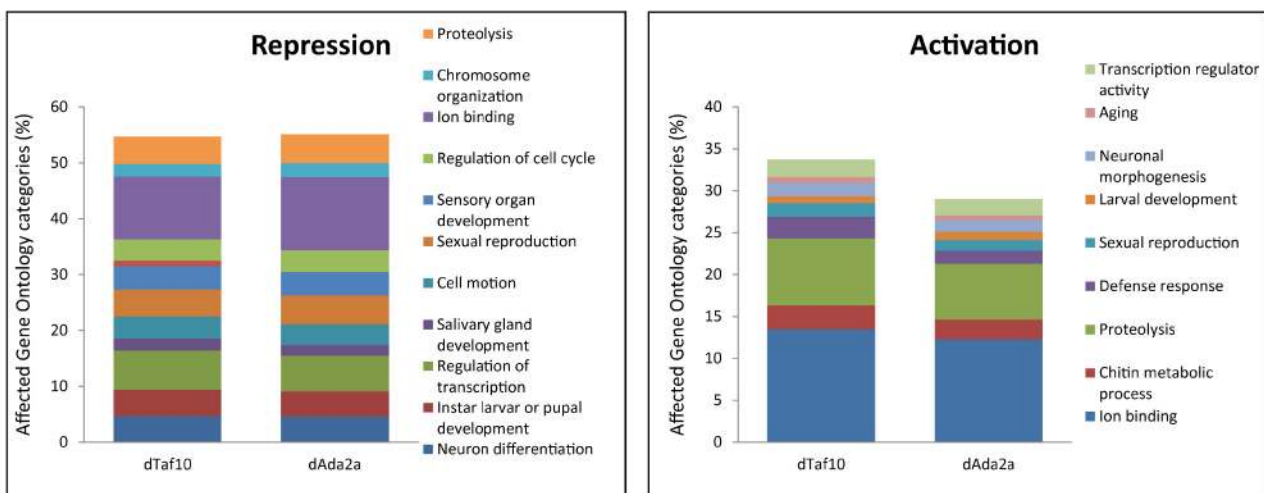 Repression
Affected Gene Ontology categories (%)
60
50
40
30
20
10
0
dTaf10
dAda2a
Proteolysis
Chromosome
organization
Ion binding
Regulation of cell cycle
Sensory organ
development
Sexual reproduction
Cell motion
Salivary gland
development
Regulation of
transcription
Instar larvar or pupal
development
Neuron differentiation
Activation
Affected Gene Ontology categories (%)
40
35
30
25
20
15
10
5
0
dTaf10
dAda2a
Transcription regulator
activity
Aging
Neuronal
morphogenesis
Larval development
Sexual reproduction
Defense response
Proteolysis
Chitin metabolic
process
Ion binding